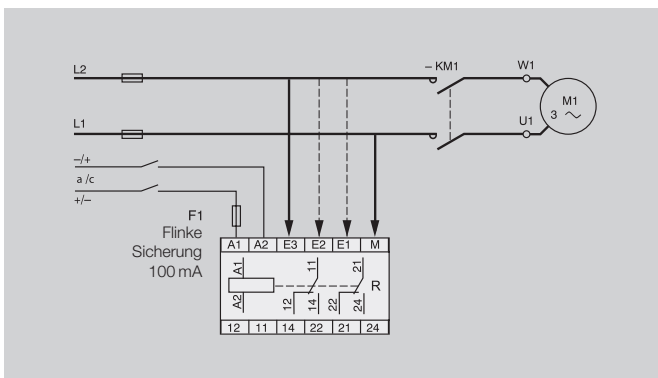 L2
– KM1
W1
M1
3 ~
L1
U1
–/+
a /c
+/–
F1
Flinke
Sicherung
100 mA
A1 A2 E3 E2 E1 M
A1
A2
11
12 14
21
22 24
R
12 11 14 22 21 24